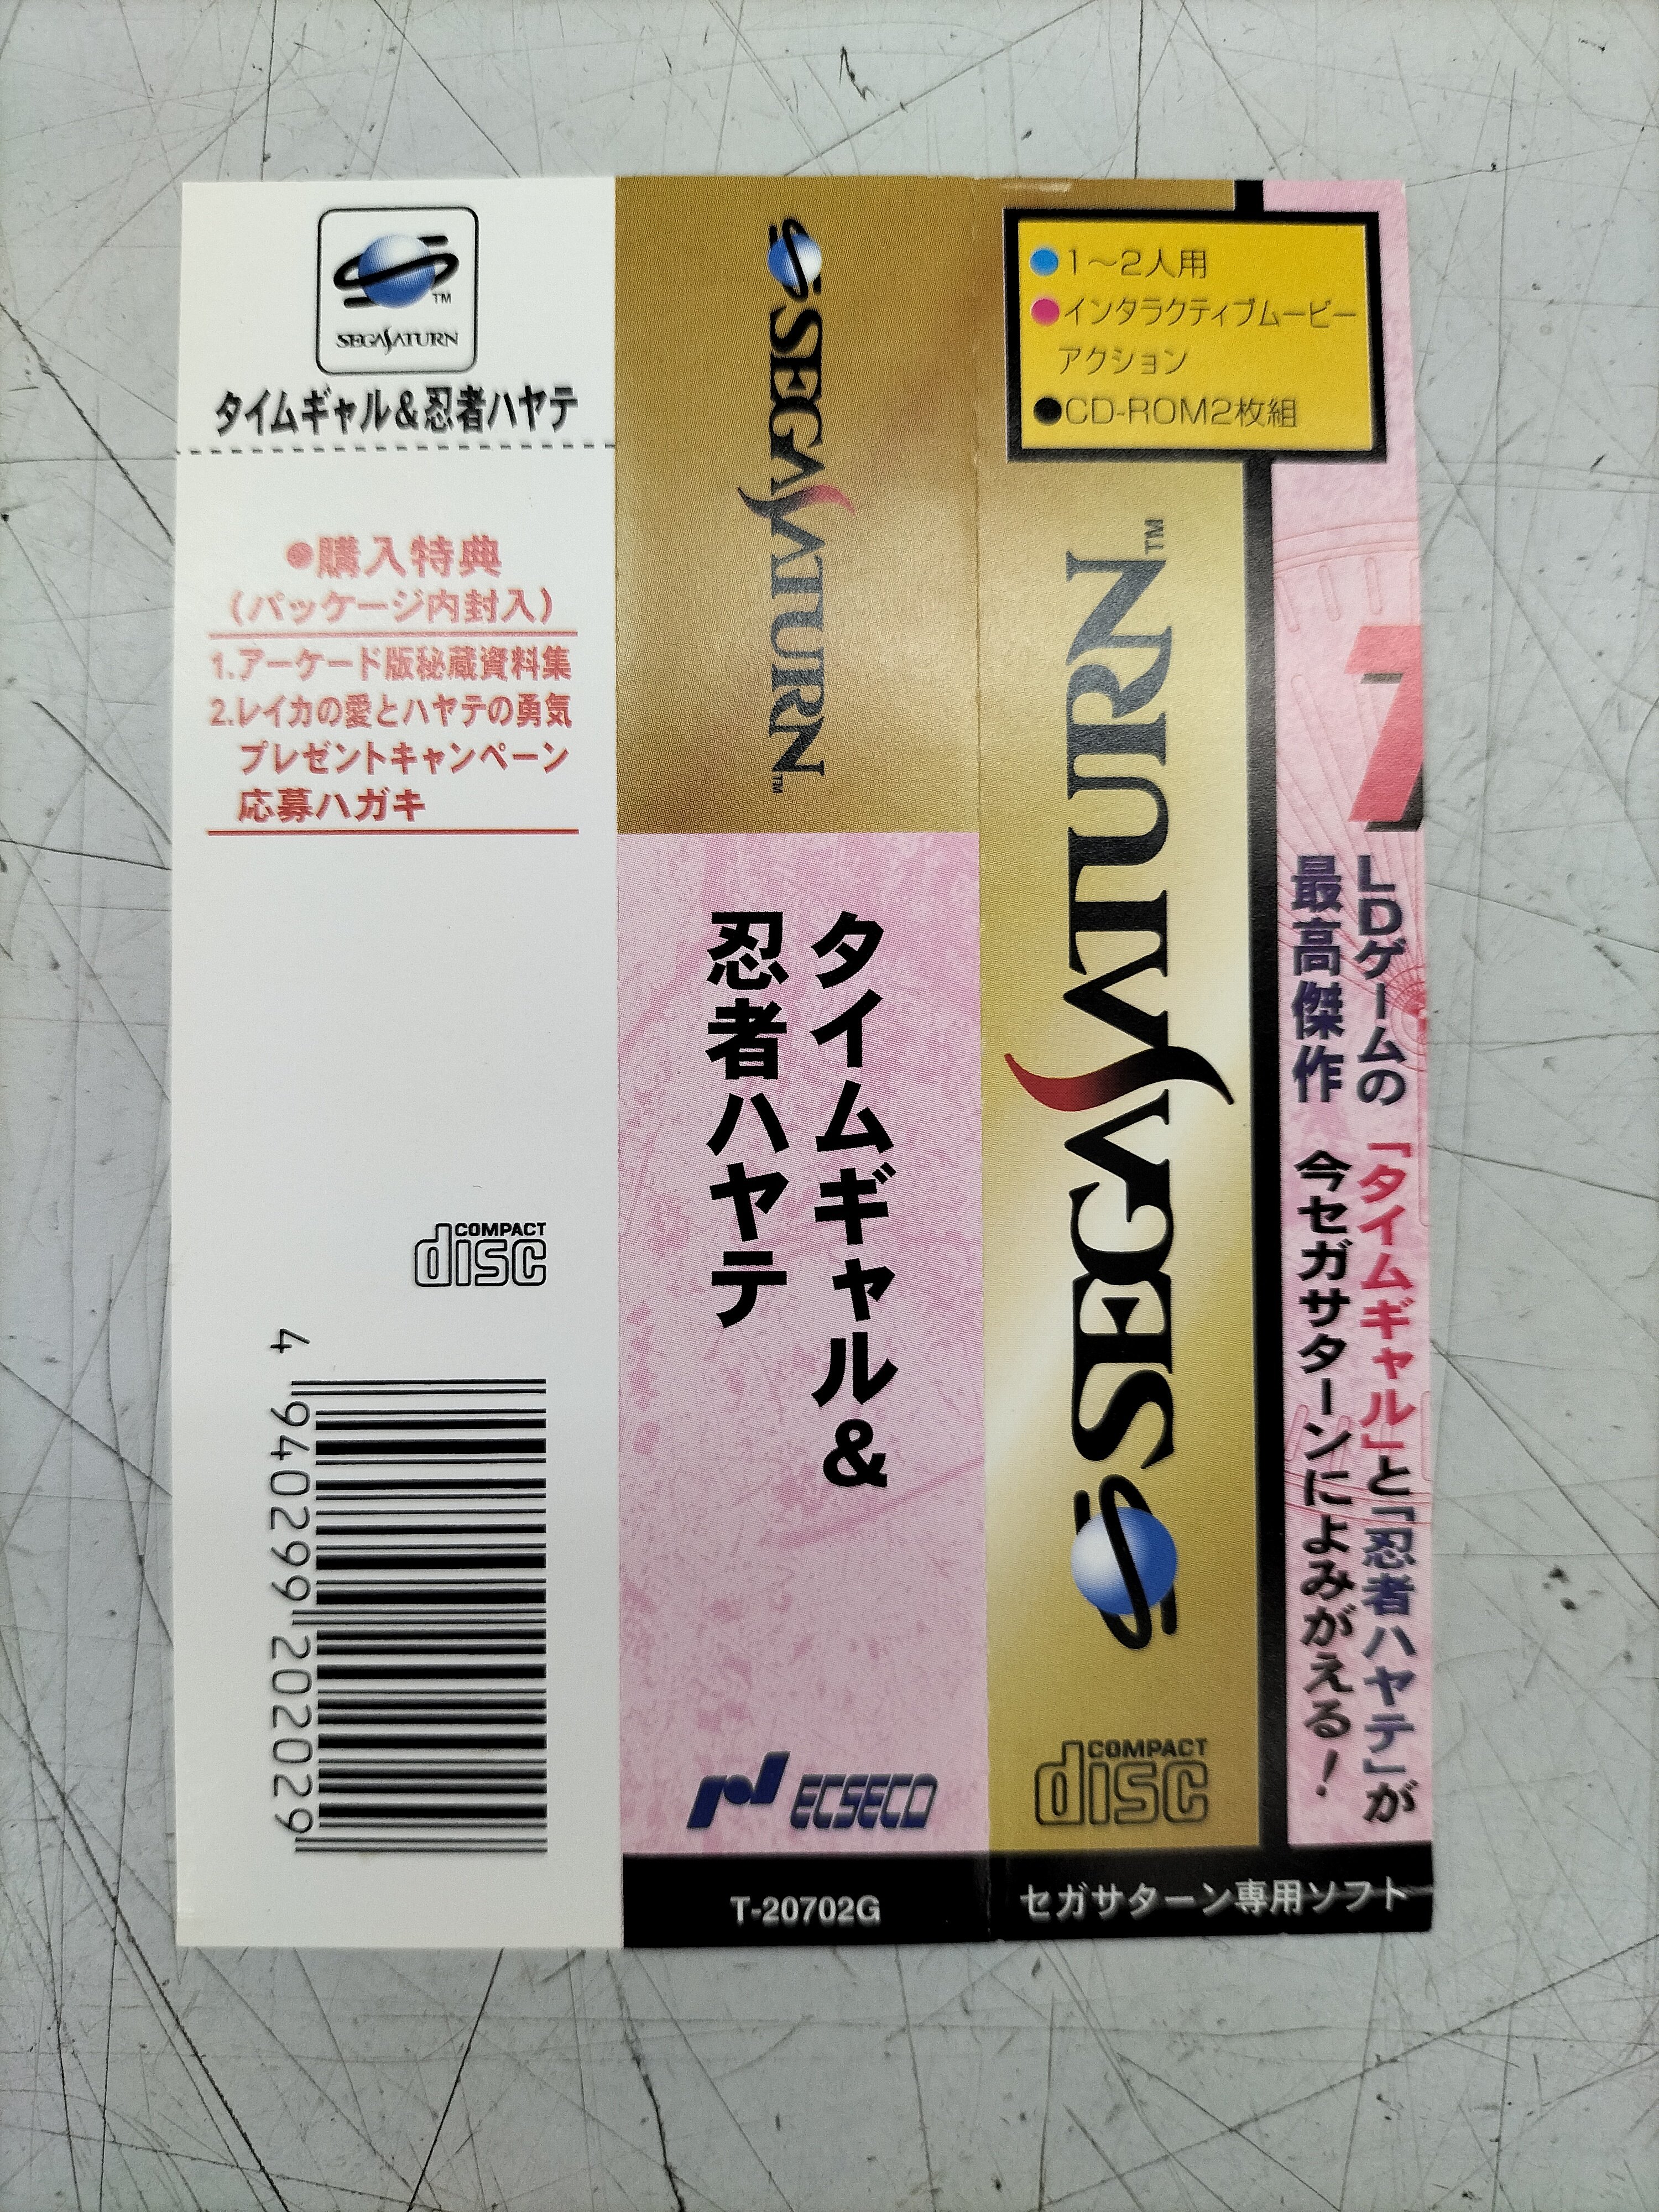 TM
SEGA SATURN
タイムギャル&忍者ハヤテ
●購入特典
(パッケージ内封入)
1.アーケード版秘蔵資料集
2.レイカの愛とハヤテの勇気
プレゼントキャンペーン
応募ハガキ
COMPACT
disc
4 940299 202029
SEGA SATURN TM
タイムギャル&
忍者ハヤテ
ECSECO
T-20702G
●1〜2人用
●インタラクティブムービー
アクション
●CD-ROM2枚組
SEGA SATURN TM
COMPACT
disc
LDゲームの
最高傑作
「タイムギャル」と「忍者ハヤテ」が
今セガサターンによみがえる!
セガサターン専用ソフト